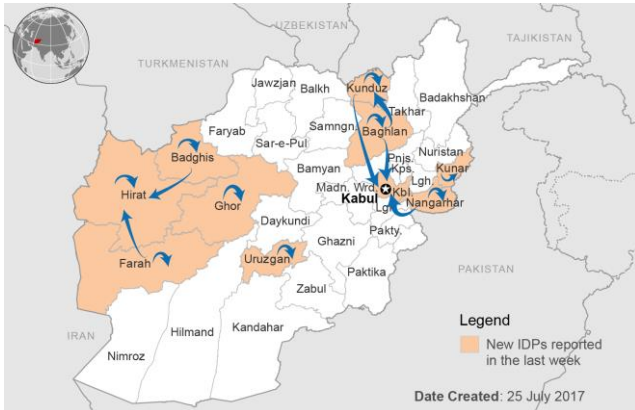 UZBEKISTAN
TAJIKISTAN
TURKMENISTAN
Kunduz
Jawzjan
Balkh
Badakhshan
Takhar
Faryab
Samngn.
Baghlan
Sar-e-Pul
Badghis
Nuristan
Pnjs.
Kps.
Kunar
Bamyan
Hirat
Lgh.
Madn. Wrd.
Kbl.
Ghor
Kabul
Nangarhar
Lgr.
Daykundi
Pakty.
Ghazni
Farah
Uruzgan
Paktika
PAKISTAN
Zabul
Legend
IRAN
Hilmand
Kandahar
New IDPs reported
in the last week
Nimroz
Date Created: 25 July 2017